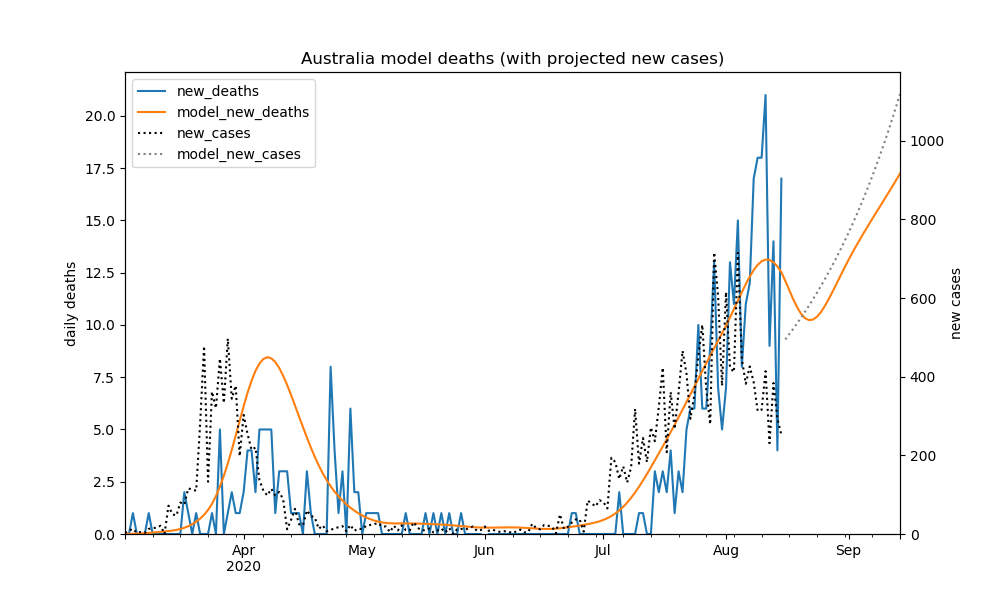 Australia model deaths (with projected new cases)
new_deaths
model_new_deaths
new_cases
model_new_cases
daily deaths
20.0
17.5
15.0
12.5
10.0
7.5
5.0
2.5
0.0
new cases
1000
800
600
400
200
0
Apr
2020
May
Jun
Jul
Aug
Sep